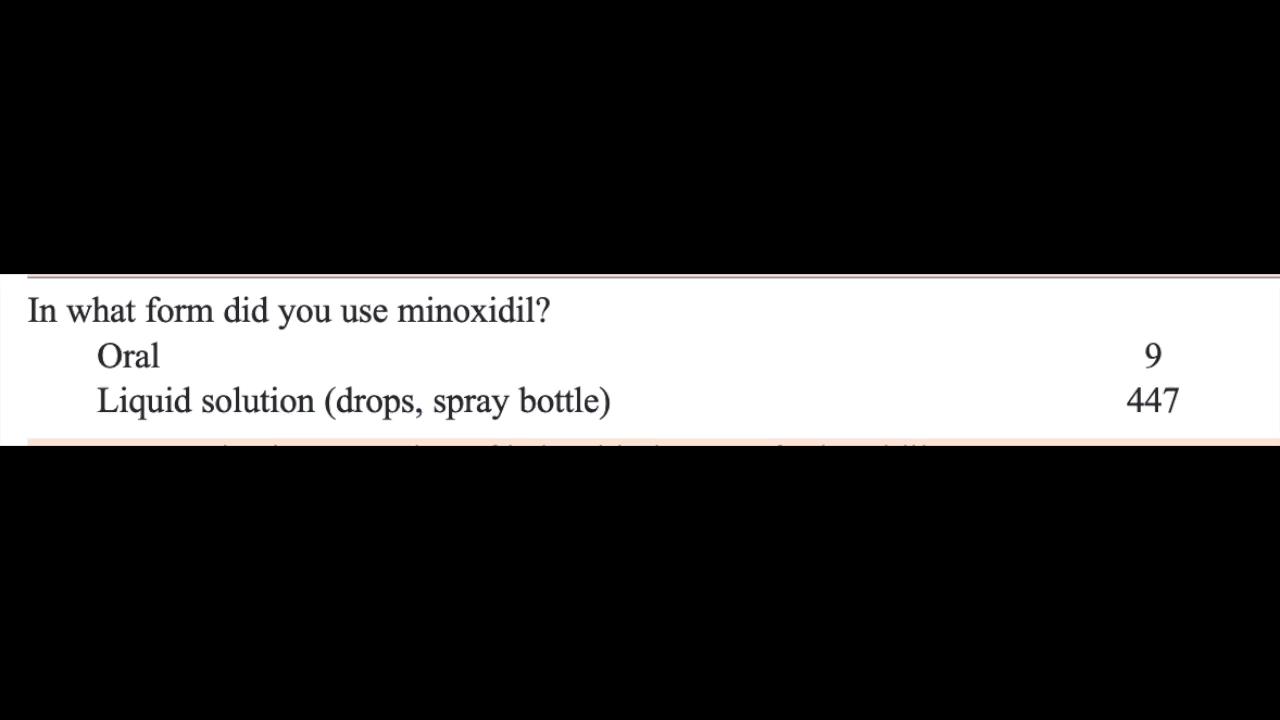 In what form did you use minoxidil?
Oral 9
Liquid solution (drops, spray bottle) 447